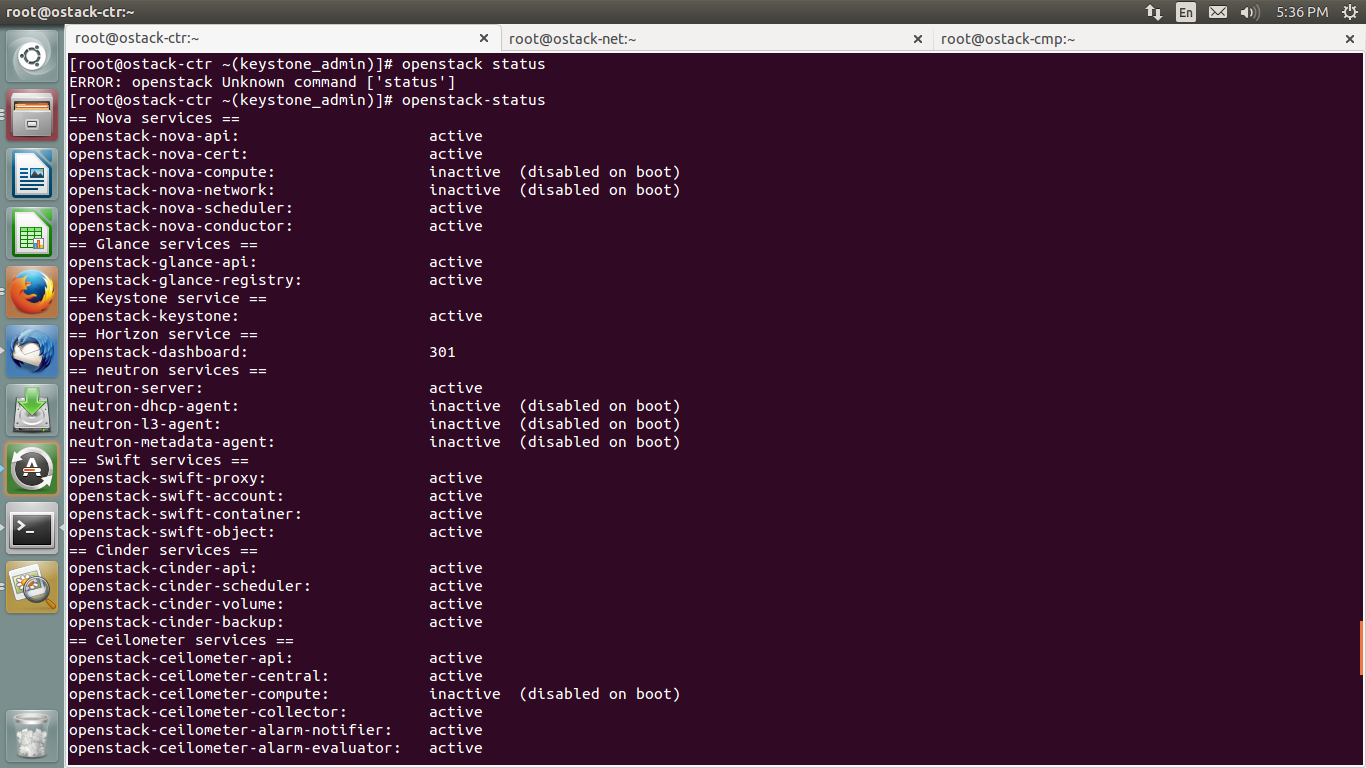 root@ostack-ctr:~
En
5:36 PM
root@ostack-ctr:~
root@ostack-net:~
root@ostack-cmp:~
[root@ostack-ctr ~(keystone_admin)]# openstack status
ERROR: openstack Unknown command ['status']
[root@ostack-ctr ~(keystone_admin)]# openstack-status
== Nova services ==
openstack-nova-api: active
openstack-nova-cert: active
openstack-nova-compute: inactive (disabled on boot)
openstack-nova-network: inactive (disabled on boot)
openstack-nova-scheduler: active
openstack-nova-conductor: active
== Glance services ==
openstack-glance-api: active
openstack-glance-registry: active
== Keystone service ==
openstack-keystone: active
== Horizon service ==
openstack-dashboard: 301
== neutron services ==
neutron-server: active
neutron-dhcp-agent: inactive (disabled on boot)
neutron-l3-agent: inactive (disabled on boot)
neutron-metadata-agent: inactive (disabled on boot)
== Swift services ==
openstack-swift-proxy: active
openstack-swift-account: active
openstack-swift-container: active
openstack-swift-object: active
== Cinder services ==
openstack-cinder-api: active
openstack-cinder-scheduler: active
openstack-cinder-volume: active
openstack-cinder-backup: active
== Ceilometer services ==
openstack-ceilometer-api: active
openstack-ceilometer-central: active
openstack-ceilometer-compute: inactive (disabled on boot)
openstack-ceilometer-collector: active
openstack-ceilometer-alarm-notifier: active
openstack-ceilometer-alarm-evaluator: active